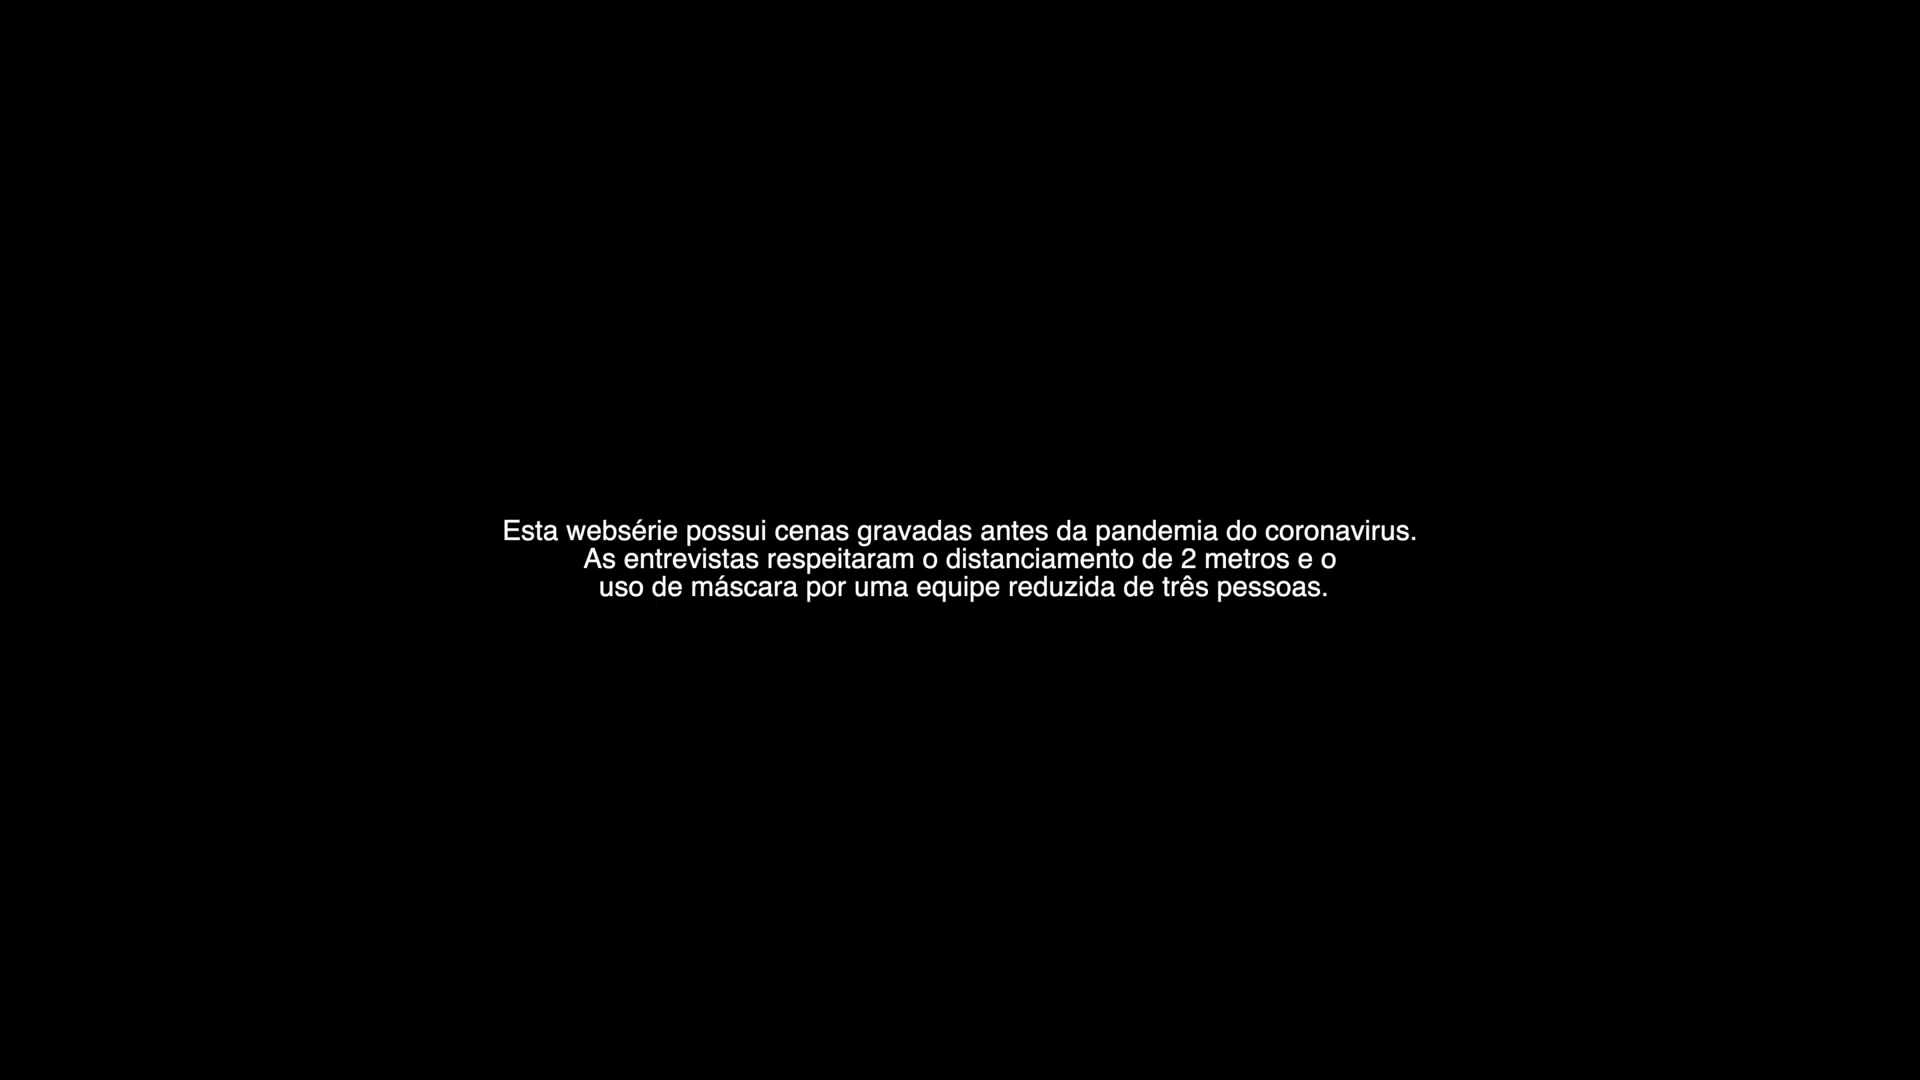 Esta websérie possui cenas gravadas antes da pandemia do coronavirus.
As entrevistas respeitaram o distanciamento de 2 metros e o
uso de máscara por uma equipe reduzida de três pessoas.